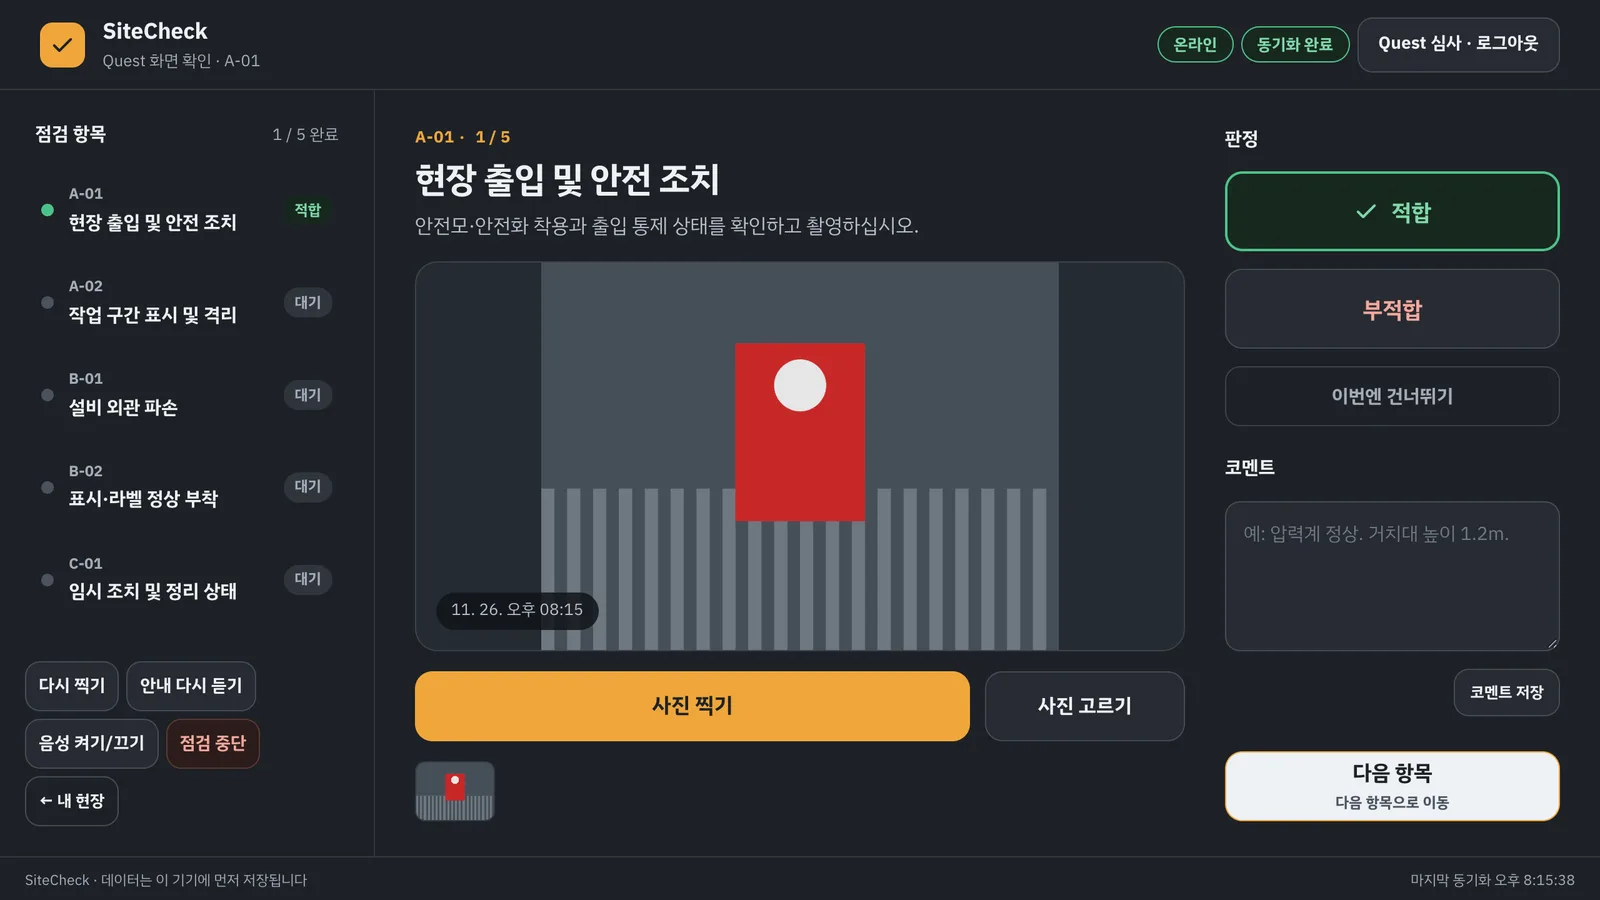 SiteCheck
Quest 화면 확인 · A-01
온라인
동기화 완료
Quest 심사 · 로그아웃
점검 항목
1 / 5 완료
A-01
현장 출입 및 안전 조치
적합
A-02
작업 구간 표시 및 격리
대기
B-01
설비 외관 파손
대기
B-02
표시·라벨 정상 부착
대기
C-01
임시 조치 및 정리 상태
대기
다시 찍기
안내 다시 듣기
음성 켜기/끄기
점검 중단
← 내 현장
A-01 · 1 / 5
현장 출입 및 안전 조치
안전모·안전화 착용과 출입 통제 상태를 확인하고 촬영하십시오.
11. 26. 오후 08:15
사진 찍기
사진 고르기
판정
적합
부적합
이번엔 건너뛰기
코멘트
예: 압력계 정상. 거치대 높이 1.2m.
코멘트 저장
다음 항목
다음 항목으로 이동
SiteCheck · 데이터는 이 기기에 먼저 저장됩니다
마지막 동기화 오후 8:15:38